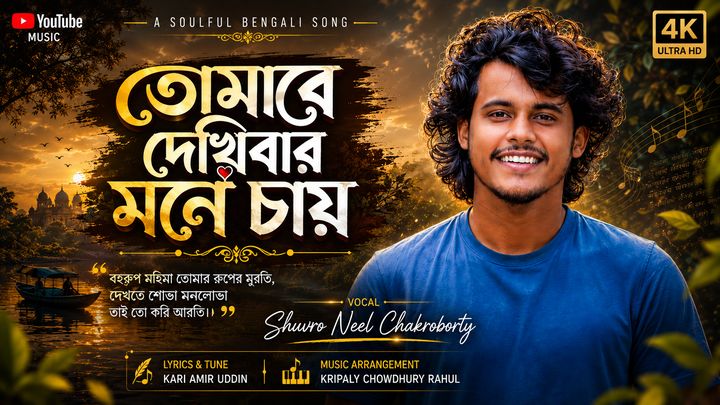 YouTube
MUSIC
A SOULFUL BENGALI SONG
4K
ULTRA HD
তোমারে
দেখিবার
মনে চায়
“ বহরুপ মহিমা তোমার রুপের মুরতি,
দেখতে শোভা মনলোভা
তাই তো করি আরতি।। ”
VOCAL
Shuvro Neel Chakroborty
LYRICS & TUNE
KARI AMIR UDDIN
MUSIC ARRANGEMENT
KRIPALY CHOWDHURY RAHUL